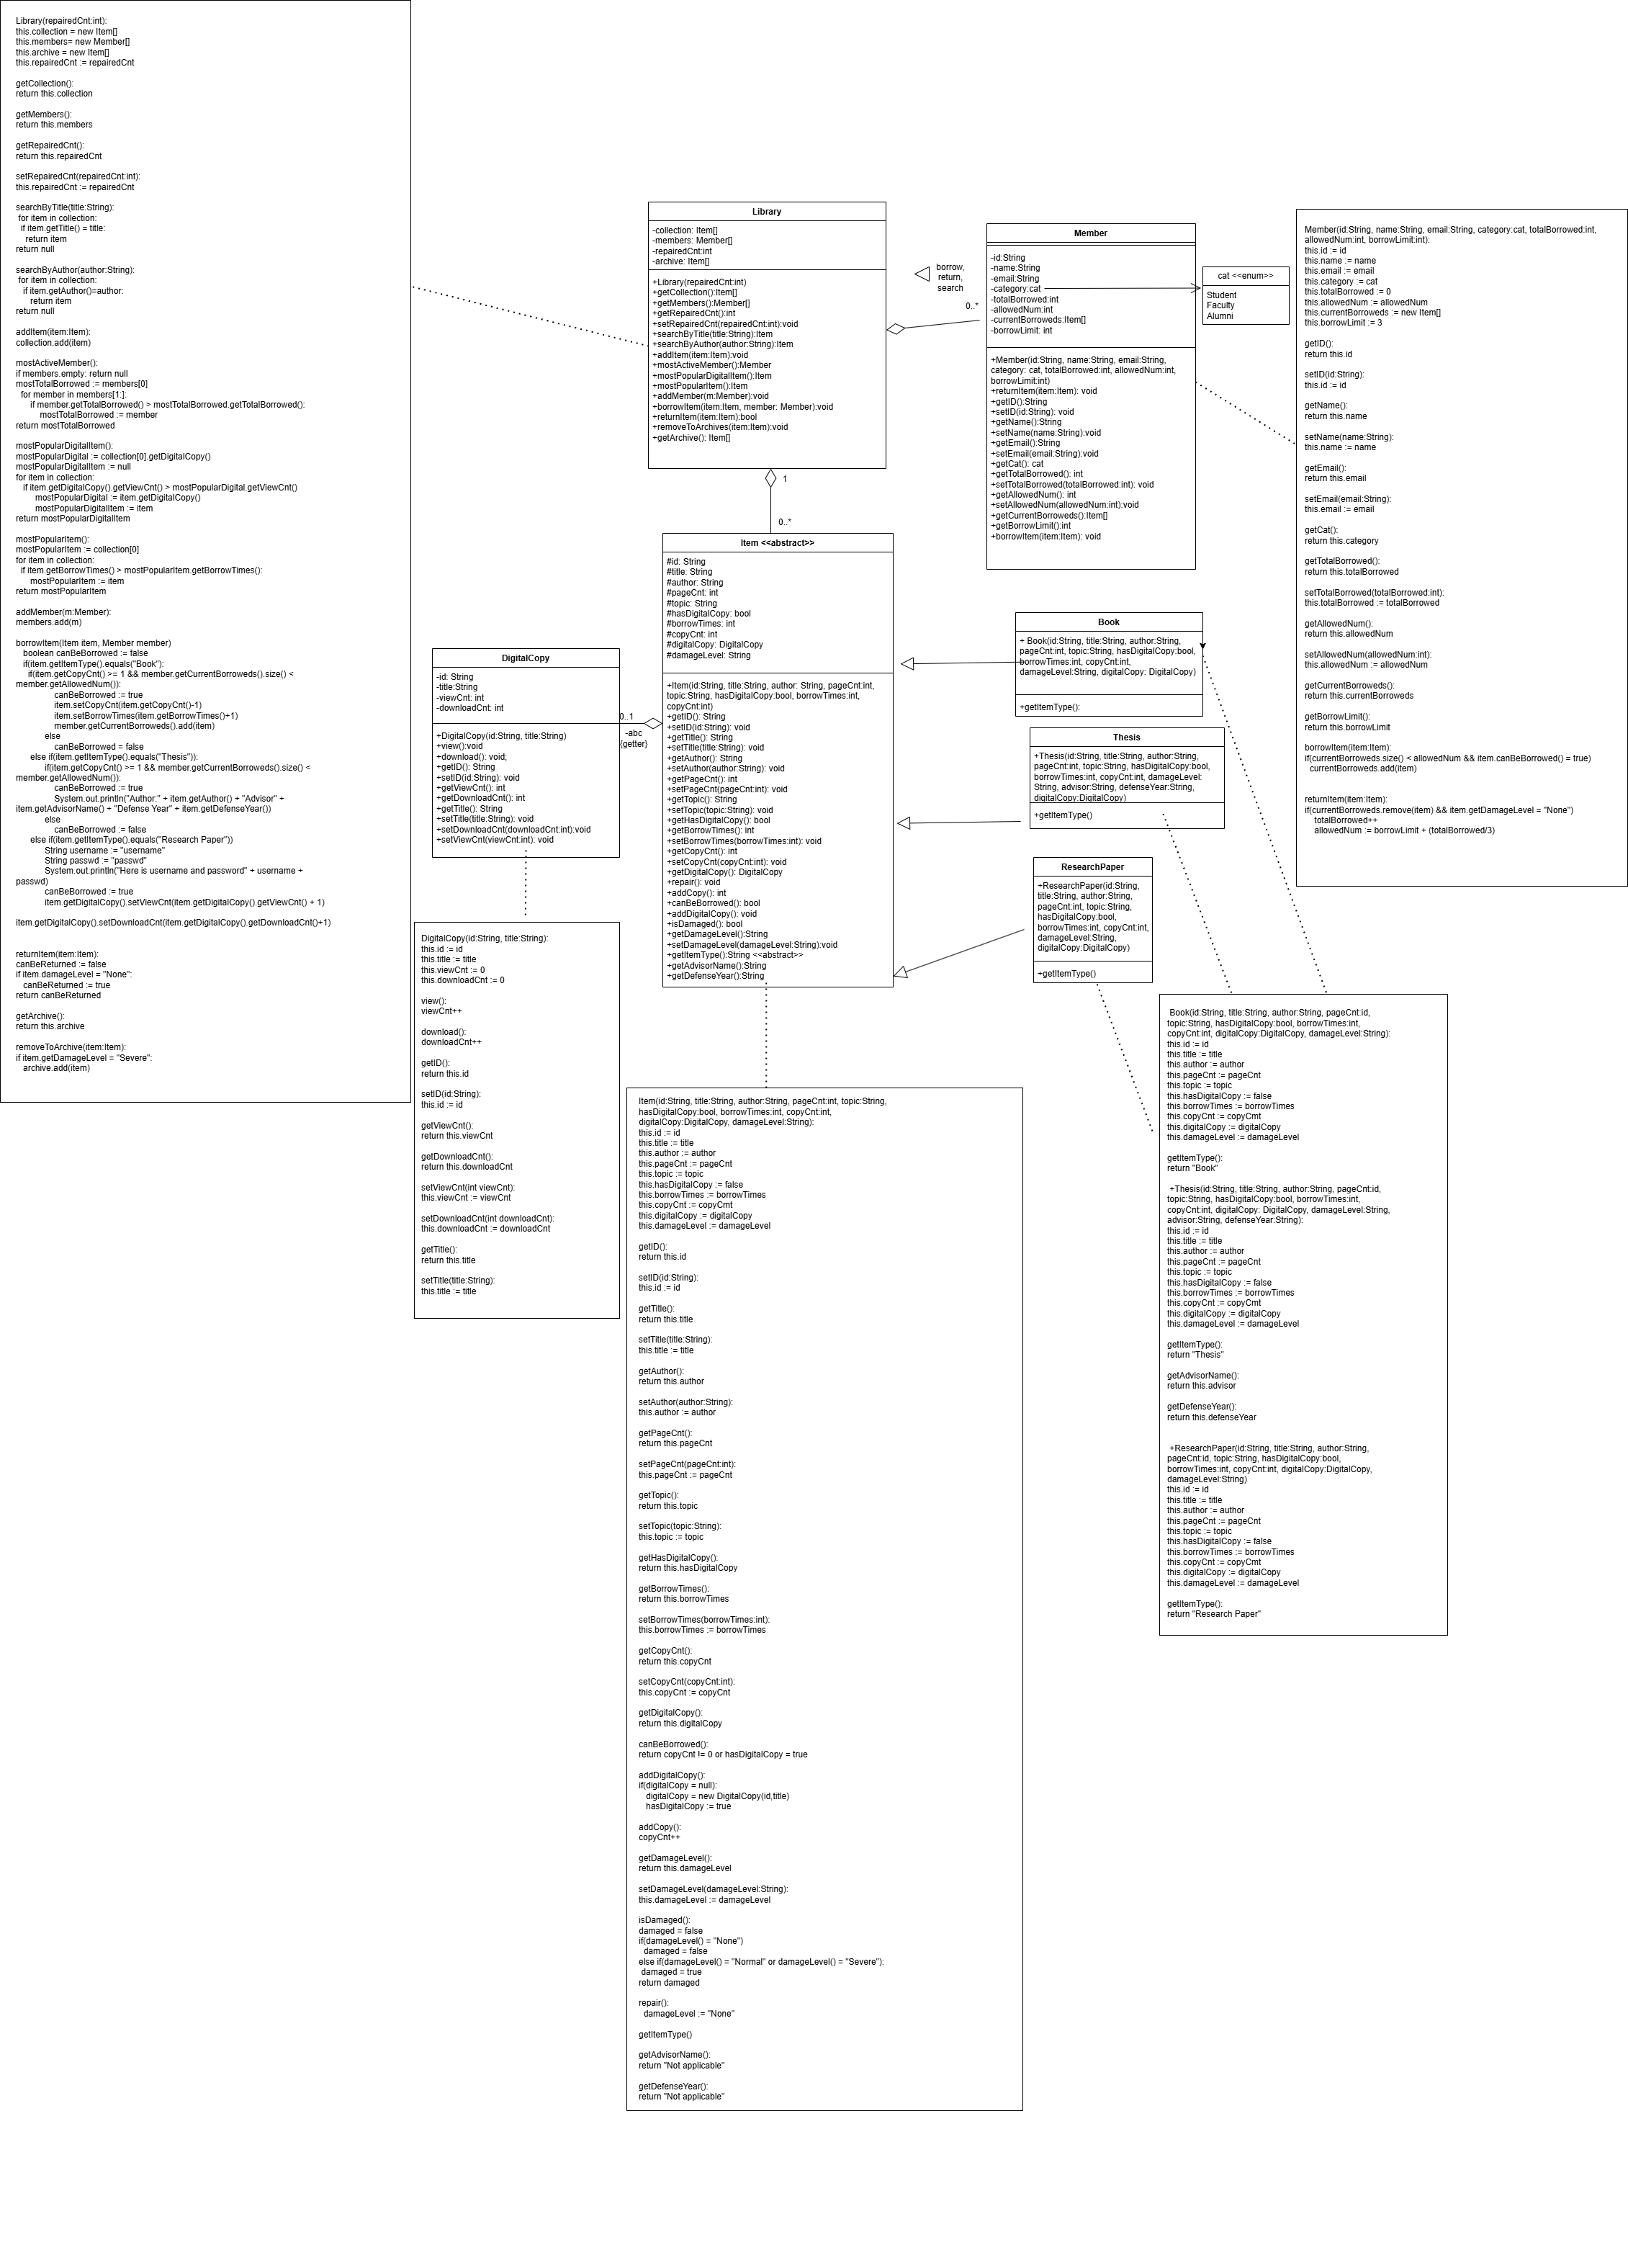 Library(repairedCnt:int):
this.collection = new Item[]
this.members= new Member[]
this.archive = new Item[]
this.repairedCnt := repairedCnt
getCollection():
return this.collection
getMembers():
return this.members
getRepairedCnt():
return this.repairedCnt
setRepairedCnt(repairedCnt:int):
this.repairedCnt := repairedCnt
searchByTitle(title:String):
for item in collection:
if item.getTitle() = title:
return item
return null
searchByAuthor(author:String):
for item in collection:
if item.getAuthor()=author:
return item
return null
addItem(item:Item):
collection.add(item)
mostActiveMember():
if members.empty: return null
mostTotalBorrowed := members[0]
for member in members[1:]:
if member.getTotalBorrowed() > mostTotalBorrowed.getTotalBorrowed():
mostTotalBorrowed := member
return mostTotalBorrowed
mostPopularDigitalItem():
mostPopularDigital := collection[0].getDigitalCopy()
mostPopularDigitalItem := null
for item in collection:
if item.getDigitalCopy().getViewCnt() > mostPopularDigital.getViewCnt()
mostPopularDigital := item.getDigitalCopy()
mostPopularDigitalItem := item
return mostPopularDigitalItem
mostPopularItem():
mostPopularItem := collection[0]
for item in collection:
if item.getBorrowTimes() > mostPopularItem.getBorrowTimes():
mostPopularItem := item
return mostPopularItem
addMember(m:Member):
members.add(m)
borrowItem(Item item, Member member)
boolean canBeBorrowed := false
if(item.getItemType().equals("Book"):
if(item.getCopyCnt() >= 1 && member.getCurrentBorroweds().size() <
member.getAllowedNum()):
canBeBorrowed := true
item.setCopyCnt(item.getCopyCnt()-1)
item.setBorrowTimes(item.getBorrowTimes()+1)
member.getCurrentBorroweds().add(item)
else
canBeBorrowed = false
else if(item.getItemType().equals("Thesis")):
if(item.getCopyCnt() >= 1 && member.getCurrentBorroweds().size() <
member.getAllowedNum()):
canBeBorrowed := true
System.out.println("Author:" + item.getAuthor() + "Advisor" +
item.getAdvisorName() + "Defense Year" + item.getDefenseYear())
else
canBeBorrowed := false
else if(item.getItemType().equals("Research Paper"))
String username := "username"
String passwd := "passwd"
System.out.println("Here is username and password" + username +
passwd)
canBeBorrowed := true
item.getDigitalCopy().setViewCnt(item.getDigitalCopy().getViewCnt() + 1)
item.getDigitalCopy().setDownloadCnt(item.getDigitalCopy().getDownloadCnt()+1)
returnItem(item:Item):
canBeReturned := false
if item.damageLevel = "None":
canBeReturned := true
return canBeReturned
getArchive():
return this.archive
removeToArchive(item:Item):
if item.getDamageLevel = "Severe":
archive.add(item)
Library
-collection: Item[]
-members: Member[]
-repairedCnt:int
-archive: Item[]
+Library(repairedCnt:int)
+getCollection():Item[]
+getMembers():Member[]
+getRepairedCnt():int
+setRepairedCnt(repairedCnt:int):void
+searchByTitle(title:String):Item
+searchByAuthor(author:String):Item
+addItem(item:Item):void
+mostActiveMember():Member
+mostPopularDigitalItem():Item
+mostPopularItem():Item
+addMember(m:Member):void
+borrowItem(item:Item, member: Member):void
+returnItem(item:Item):bool
+removeToArchives(item:Item):void
+getArchive(): Item[]
borrow,
return,
search
0..*
1
0..*
Member
-id:String
-name:String
-email:String
-category:cat
-totalBorrowed:int
-allowedNum:int
-currentBorroweds:Item[]
-borrowLimit: int
+Member(id:String, name:String, email:String,
category: cat, totalBorrowed:int, allowedNum:int,
borrowLimit:int)
+returnItem(item:Item): void
+getID():String
+setID(id:String): void
+getName():String
+setName(name:String):void
+getEmail():String
+setEmail(email:String):void
+getCat(): cat
+getTotalBorrowed(): int
+setTotalBorrowed(totalBorrowed:int): void
+getAllowedNum(): int
+setAllowedNum(allowedNum:int):void
+getCurrentBorroweds():Item[]
+getBorrowLimit():int
+borrowItem(item:Item): void
cat <<enum>>
Student
Faculty
Alumni
Member(id:String, name:String, email:String, category:cat, totalBorrowed:int,
allowedNum:int, borrowLimit:int):
this.id := id
this.name := name
this.email := email
this.category := cat
this.totalBorrowed := 0
this.allowedNum := allowedNum
this.currentBorroweds := new Item[]
this.borrowLimit := 3
getID():
return this.id
setID(id:String):
this.id := id
getName():
return this.name
setName(name:String):
this.name := name
getEmail():
return this.email
setEmail(email:String):
this.email := email
getCat():
return this.category
getTotalBorrowed():
return this.totalBorrowed
setTotalBorrowed(totalBorrowed:int):
this.totalBorrowed := totalBorrowed
getAllowedNum():
return this.allowedNum
setAllowedNum(allowedNum:int):
this.allowedNum := allowedNum
getCurrentBorroweds():
return this.currentBorroweds
getBorrowLimit():
return this.borrowLimit
borrowItem(item:Item):
if(currentBorroweds.size() < allowedNum && item.canBeBorrowed() = true)
currentBorroweds.add(item)
returnItem(item:Item):
if(currentBorroweds.remove(item) && item.getDamageLevel = "None")
totalBorrowed++
allowedNum := borrowLimit + (totalBorrowed/3)
Item <<abstract>>
#id: String
#title: String
#author: String
#pageCnt: int
#topic: String
#hasDigitalCopy: bool
#borrowTimes: int
#copyCnt: int
#digitalCopy: DigitalCopy
#damageLevel: String
+Item(id:String, title:String, author: String, pageCnt:int,
topic:String, hasDigitalCopy:bool, borrowTimes:int,
copyCnt:int)
+getID(): String
+setID(id:String): void
+getTitle(): String
+setTitle(title:String): void
+getAuthor(): String
+setAuthor(author:String): void
+getPageCnt(): int
+setPageCnt(pageCnt:int): void
+getTopic(): String
+setTopic(topic:String): void
+getHasDigitalCopy(): bool
+getBorrowTimes(): int
+setBorrowTimes(borrowTimes:int): void
+getCopyCnt(): int
+setCopyCnt(copyCnt:int): void
+getDigitalCopy(): DigitalCopy
+repair(): void
+addCopy(): int
+canBeBorrowed(): bool
+addDigitalCopy(): void
+isDamaged(): bool
+getDamageLevel():String
+setDamageLevel(damageLevel:String):void
+getItemType():String <<abstract>>
+getAdvisorName():String
+getDefenseYear():String
DigitalCopy
-id: String
-title:String
-viewCnt: int
-downloadCnt: int
+DigitalCopy(id:String, title:String)
+view():void
+download(): void;
+getID(): String
+setID(id:String): void
+getViewCnt(): int
+getDownloadCnt(): int
+getTitle(): String
+setTitle(title:String): void
+setDownloadCnt(downloadCnt:int):void
+setViewCnt(viewCnt:int): void
0..1
-abc
{getter}
Book
+ Book(id:String, title:String, author:String,
pageCnt:int, topic:String, hasDigitalCopy:bool,
borrowTimes:int, copyCnt:int,
damageLevel:String, digitalCopy: DigitalCopy)
+getItemType():
Thesis
+Thesis(id:String, title:String, author:String,
pageCnt:int, topic:String, hasDigitalCopy:bool,
borrowTimes:int, copyCnt:int, damageLevel:
String, advisor:String, defenseYear:String,
digitalCopy:DigitalCopy)
+getItemType()
ResearchPaper
+ResearchPaper(id:String,
title:String, author:String,
pageCnt:int, topic:String,
hasDigitalCopy:bool,
borrowTimes:int, copyCnt:int,
damageLevel:String,
digitalCopy:DigitalCopy)
+getItemType()
DigitalCopy(id:String, title:String):
this.id := id
this.title := title
this.viewCnt := 0
this.downloadCnt := 0
view():
viewCnt++
download():
downloadCnt++
getID():
return this.id
setID(id:String):
this.id := id
getViewCnt():
return this.viewCnt
getDownloadCnt():
return this.downloadCnt
setViewCnt(int viewCnt):
this.viewCnt := viewCnt
setDownloadCnt(int downloadCnt):
this.downloadCnt := downloadCnt
getTitle():
return this.title
setTitle(title:String):
this.title := title
Item(id:String, title:String, author:String, pageCnt:int, topic:String,
hasDigitalCopy:bool, borrowTimes:int, copyCnt:int,
digitalCopy:DigitalCopy, damageLevel:String):
this.id := id
this.title := title
this.author := author
this.pageCnt := pageCnt
this.topic := topic
this.hasDigitalCopy := false
this.borrowTimes := borrowTimes
this.copyCnt := copyCmt
this.digitalCopy := digitalCopy
this.damageLevel := damageLevel
getID():
return this.id
setID(id:String):
this.id := id
getTitle():
return this.title
setTitle(title:String):
this.title := title
getAuthor():
return this.author
setAuthor(author:String):
this.author := author
getPageCnt():
return this.pageCnt
setPageCnt(pageCnt:int):
this.pageCnt := pageCnt
getTopic():
return this.topic
setTopic(topic:String):
this.topic := topic
getHasDigitalCopy():
return this.hasDigitalCopy
getBorrowTimes():
return this.borrowTimes
setBorrowTimes(borrowTimes:int):
this.borrowTimes := borrowTimes
getCopyCnt():
return this.copyCnt
setCopyCnt(copyCnt:int):
this.copyCnt := copyCnt
getDigitalCopy():
return this.digitalCopy
canBeBorrowed():
return copyCnt != 0 or hasDigitalCopy = true
addDigitalCopy():
if(digitalCopy = null):
digitalCopy = new DigitalCopy(id,title)
hasDigitalCopy := true
addCopy():
copyCnt++
getDamageLevel():
return this.damageLevel
setDamageLevel(damageLevel:String):
this.damageLevel := damageLevel
isDamaged():
damaged = false
if(damageLevel() = "None")
damaged = false
else if(damageLevel() = "Normal" or damageLevel() = "Severe"):
damaged = true
return damaged
repair():
damageLevel := "None"
getItemType()
getAdvisorName():
return "Not applicable"
getDefenseYear():
return "Not applicable"
Book(id:String, title:String, author:String, pageCnt:id,
topic:String, hasDigitalCopy:bool, borrowTimes:int,
copyCnt:int, digitalCopy:DigitalCopy, damageLevel:String):
this.id := id
this.title := title
this.author := author
this.pageCnt := pageCnt
this.topic := topic
this.hasDigitalCopy := false
this.borrowTimes := borrowTimes
this.copyCnt := copyCmt
this.digitalCopy := digitalCopy
this.damageLevel := damageLevel
getItemType():
return "Book"
+Thesis(id:String, title:String, author:String, pageCnt:id,
topic:String, hasDigitalCopy:bool, borrowTimes:int,
copyCnt:int, digitalCopy: DigitalCopy, damageLevel:String,
advisor:String, defenseYear:String):
this.id := id
this.title := title
this.author := author
this.pageCnt := pageCnt
this.topic := topic
this.hasDigitalCopy := false
this.borrowTimes := borrowTimes
this.copyCnt := copyCmt
this.digitalCopy := digitalCopy
this.damageLevel := damageLevel
getItemType():
return "Thesis"
getAdvisorName():
return this.advisor
getDefenseYear():
return this.defenseYear
+ResearchPaper(id:String, title:String, author:String,
pageCnt:id, topic:String, hasDigitalCopy:bool,
borrowTimes:int, copyCnt:int, digitalCopy:DigitalCopy,
damageLevel:String)
this.id := id
this.title := title
this.author := author
this.pageCnt := pageCnt
this.topic := topic
this.hasDigitalCopy := false
this.borrowTimes := borrowTimes
this.copyCnt := copyCmt
this.digitalCopy := digitalCopy
this.damageLevel := damageLevel
getItemType():
return "Research Paper"